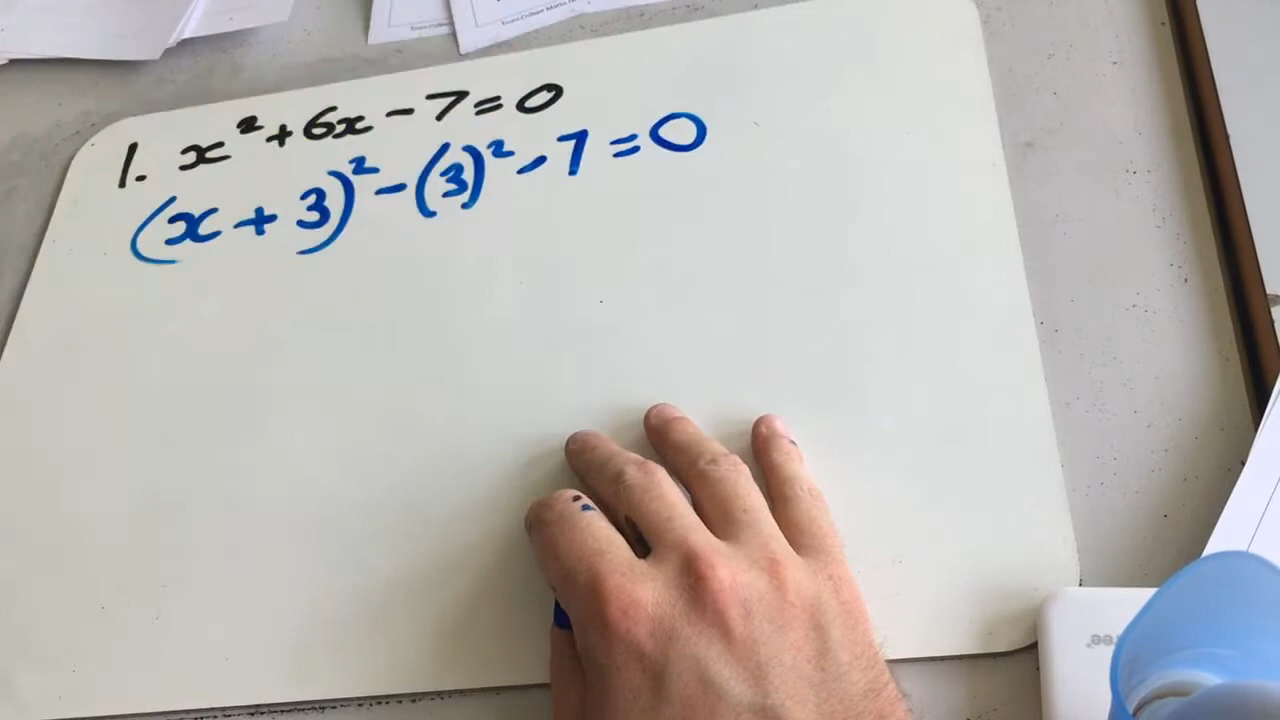 1. x² + 6x - 7 = 0
(x + 3)² - (3)² - 7 = 0